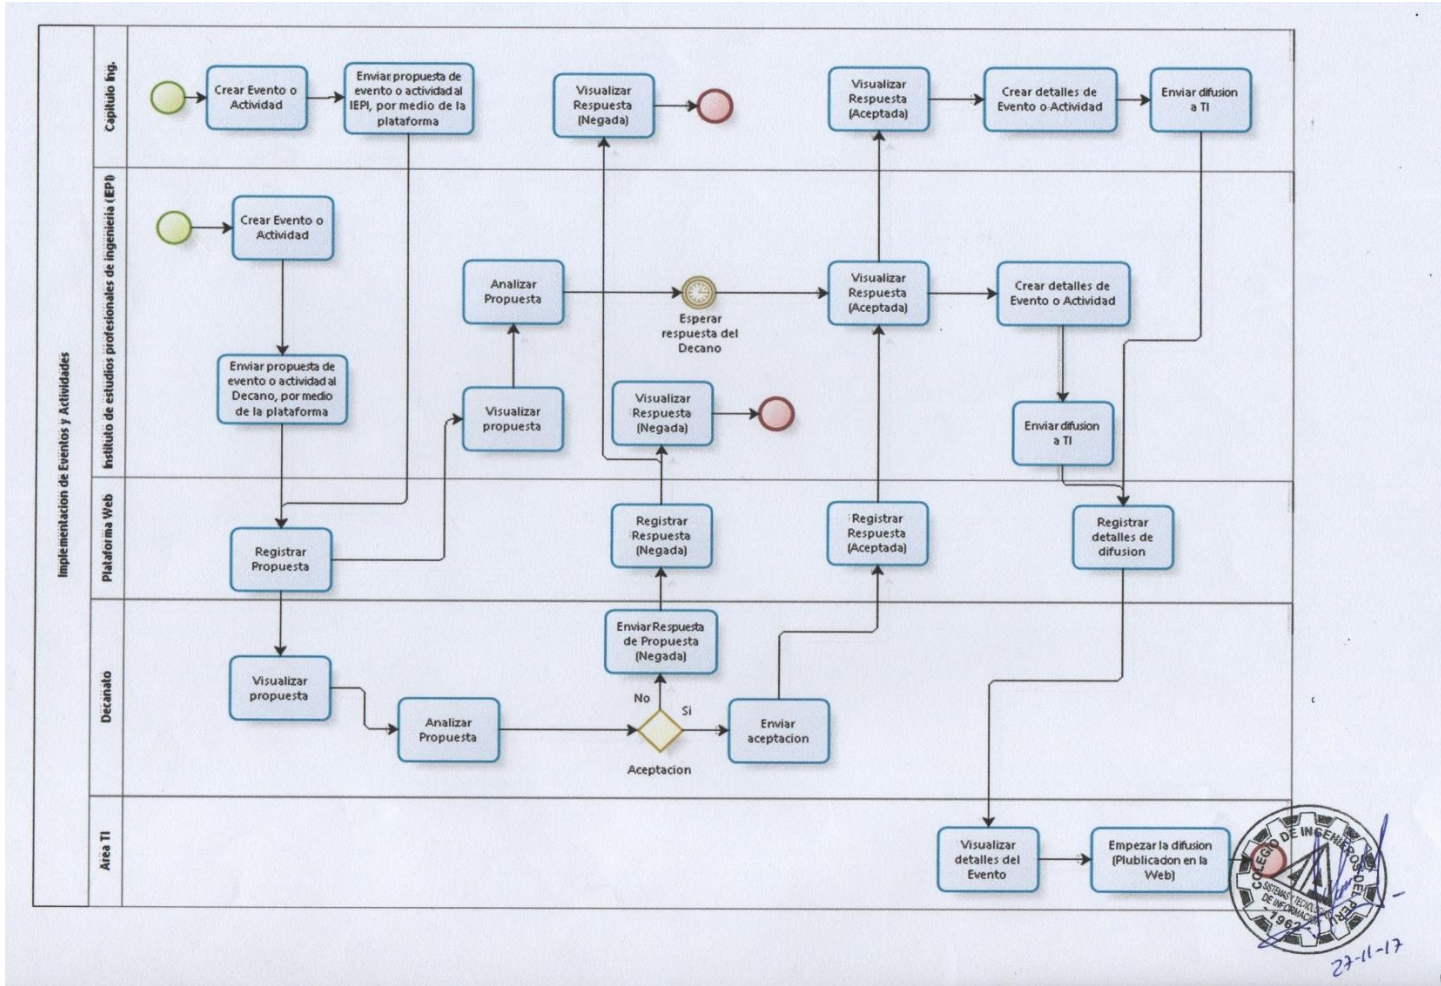 Implementacion de Eventos y Actividades
Capitulo Ing.
Crear Evento o
Actividad
Enviar propuesta de
evento o actividad al
IEPI, por medio de la
plataforma
Visualizar
Respuesta
(Negada)
Visualizar
Respuesta
(Aceptada)
Crear detalles de
Evento o Actividad
Enviar difusion
a TI
Instituto de estudios profesionales de ingenieria (IEPI)
Crear Evento o
Actividad
Enviar propuesta de
evento o actividad al
Decano, por medio
de la plataforma
Analizar
Propuesta
Visualizar
propuesta
Esperar
respuesta del
Decano
Visualizar
Respuesta
(Negada)
Visualizar
Respuesta
(Aceptada)
Crear detalles de
Evento o Actividad
Enviar difusion
a TI
Plataforma Web
Registrar
Propuesta
Registrar
Respuesta
(Negada)
Registrar
Respuesta
(Aceptada)
Registrar
detalles de
difusion
Decanato
Visualizar
propuesta
Analizar
Propuesta
Enviar Respuesta
de Propuesta
(Negada)
No
Si
Aceptacion
Enviar
aceptacion
Area TI
Visualizar
detalles del
Evento
Empezar la difusion
(Plublicacion en la
Web)
COLEGIO DE INGENIEROS DEL PERU
SISTEMAS Y TECNOLOG
DE INFORMACION
-1962-
27-11-17